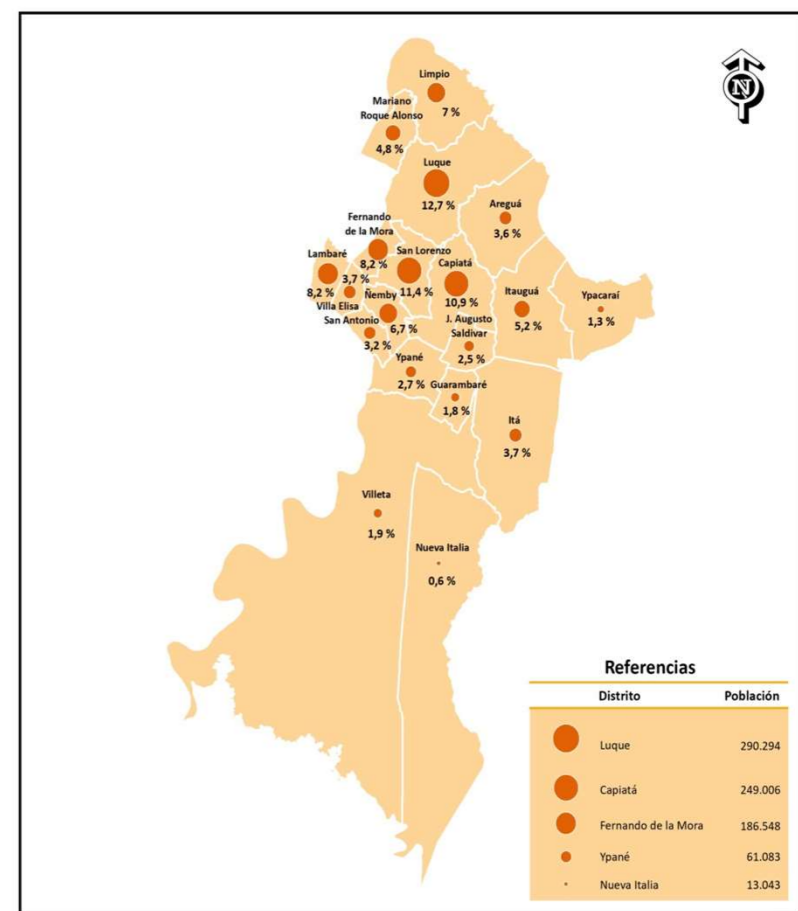 N
Limpio
7 %
Mariano
Roque Alonso
4,8 %
Luque
12,7 %
Areguá
3,6 %
Fernando
de la Mora
8,2 %
San Lorenzo
11,4 %
Capiatá
10,9 %
Lambaré
8,2 %
3,7 %
Villa Elisa
Ñemby
6,7 %
San Antonio
3,2 %
Itauguá
5,2 %
Ypacaraí
1,3 %
J. Augusto
Saldivar
2,5 %
Ypané
2,7 %
Guarambaré
1,8 %
Itá
3,7 %
Villeta
1,9 %
Nueva Italia
0,6 %
Referencias
Distrito Población
Luque 290.294
Capiatá 249.006
Fernando de la Mora 186.548
Ypané 61.083
Nueva Italia 13.043